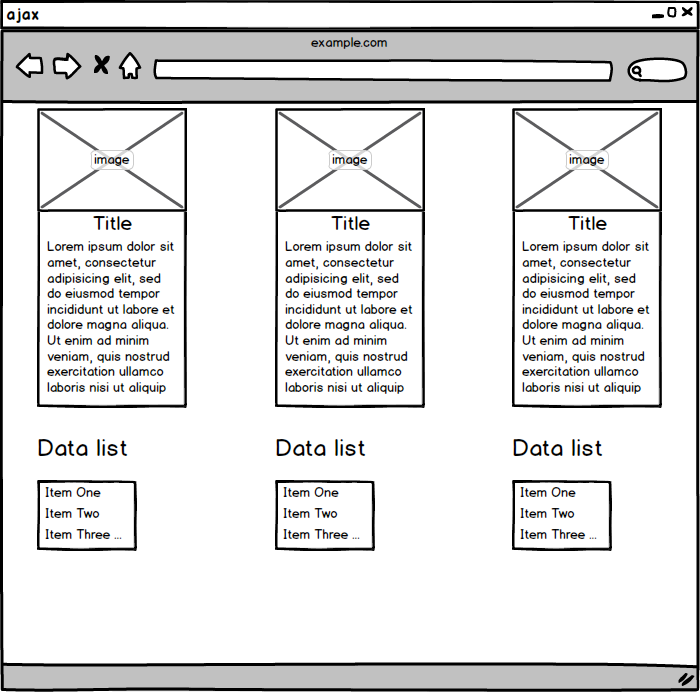 ajax
example.com
image
Title
Lorem ipsum dolor sit
amet, consectetur
adipisicing elit, sed
do eiusmod tempor
incididunt ut labore et
dolore magna aliqua.
Ut enim ad minim
veniam, quis nostrud
exercitation ullamco
laboris nisi ut aliquip
image
Title
Lorem ipsum dolor sit
amet, consectetur
adipisicing elit, sed
do eiusmod tempor
incididunt ut labore et
dolore magna aliqua.
Ut enim ad minim
veniam, quis nostrud
exercitation ullamco
laboris nisi ut aliquip
image
Title
Lorem ipsum dolor sit
amet, consectetur
adipisicing elit, sed
do eiusmod tempor
incididunt ut labore et
dolore magna aliqua.
Ut enim ad minim
veniam, quis nostrud
exercitation ullamco
laboris nisi ut aliquip
Data list
Item One
Item Two
Item Three ...
Data list
Item One
Item Two
Item Three ...
Data list
Item One
Item Two
Item Three ...